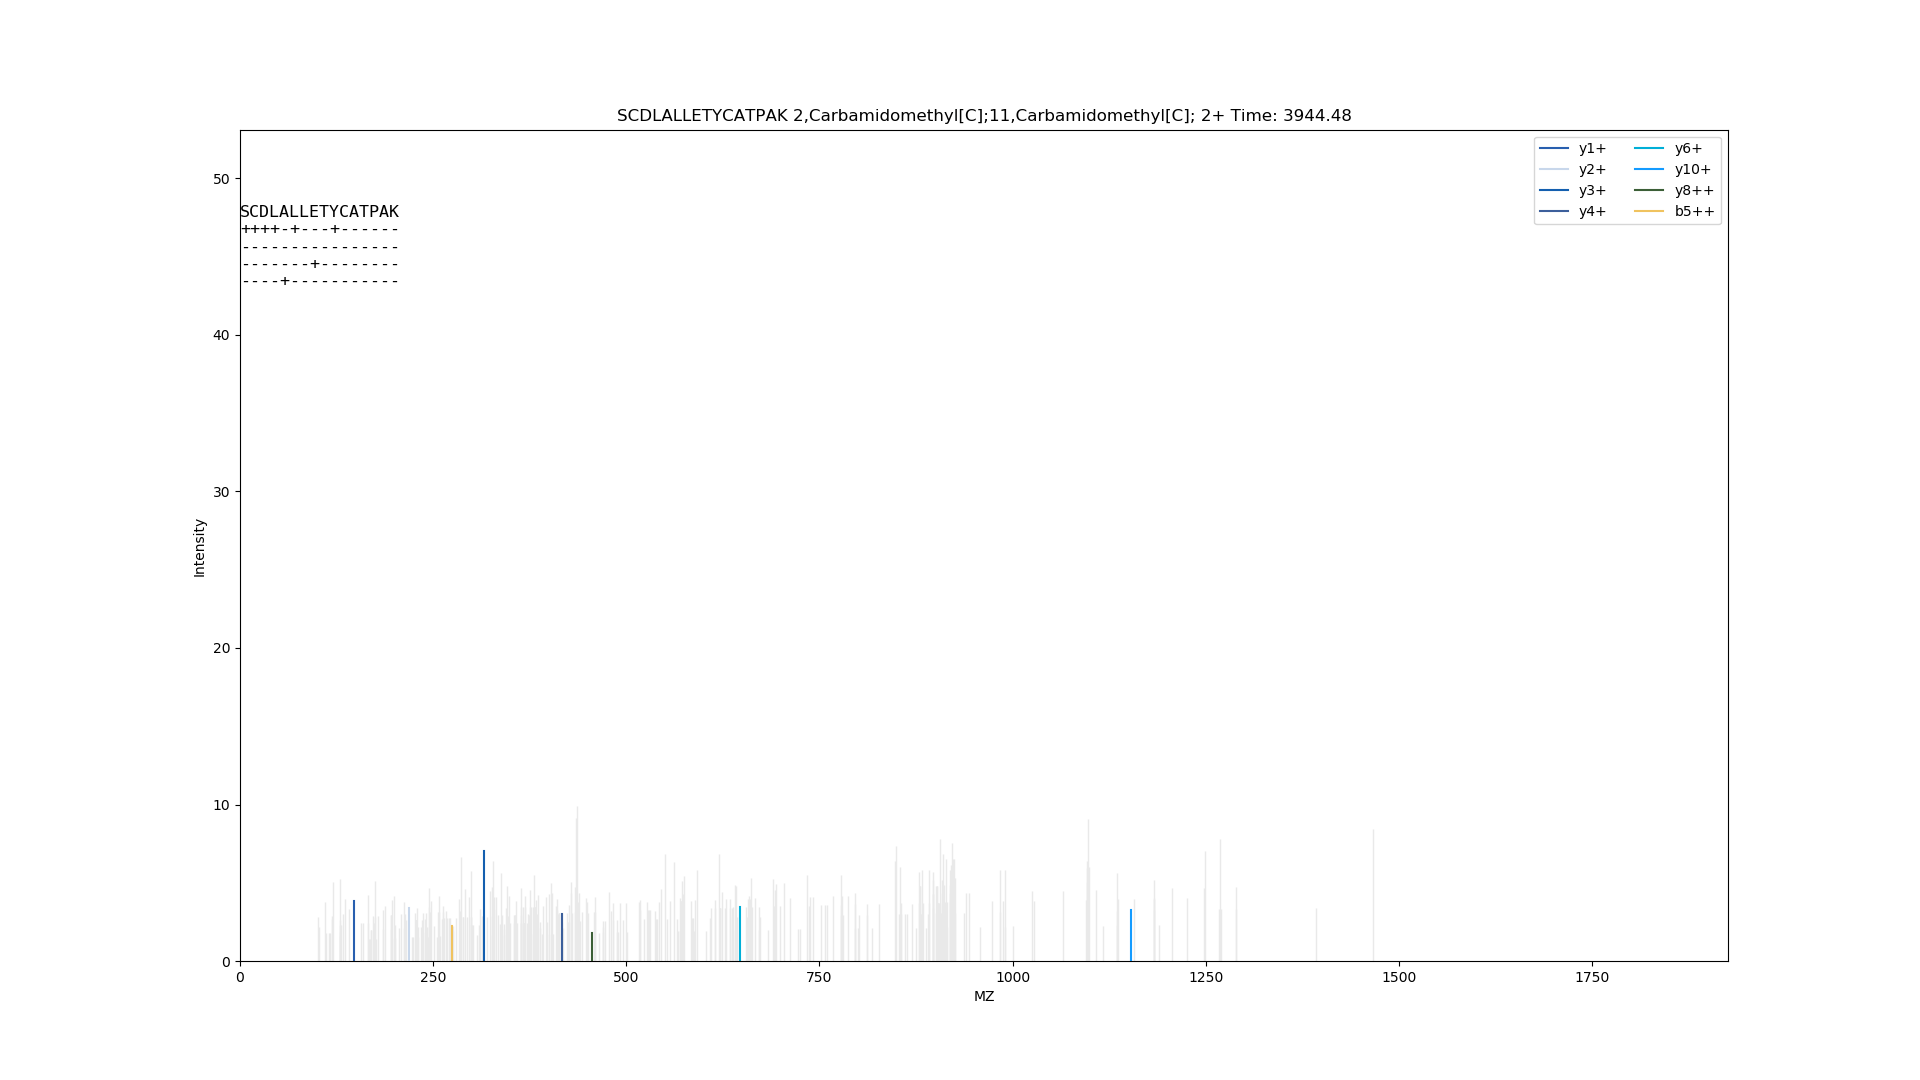 SCDLALLETYCATPAK 2,Carbamidomethyl[C];11,Carbamidomethyl[C]; 2+ Time: 3944.48
y1+ y6+
y2+ y10+
y3+ y8++
y4+ b5++
50
SCDLALLETYCATPAK
++++-+---+------
----------------
-------+--------
----+-----------
40
30
Intensity
20
10
0
0 250 500 750 1000 1250 1500 1750
MZ